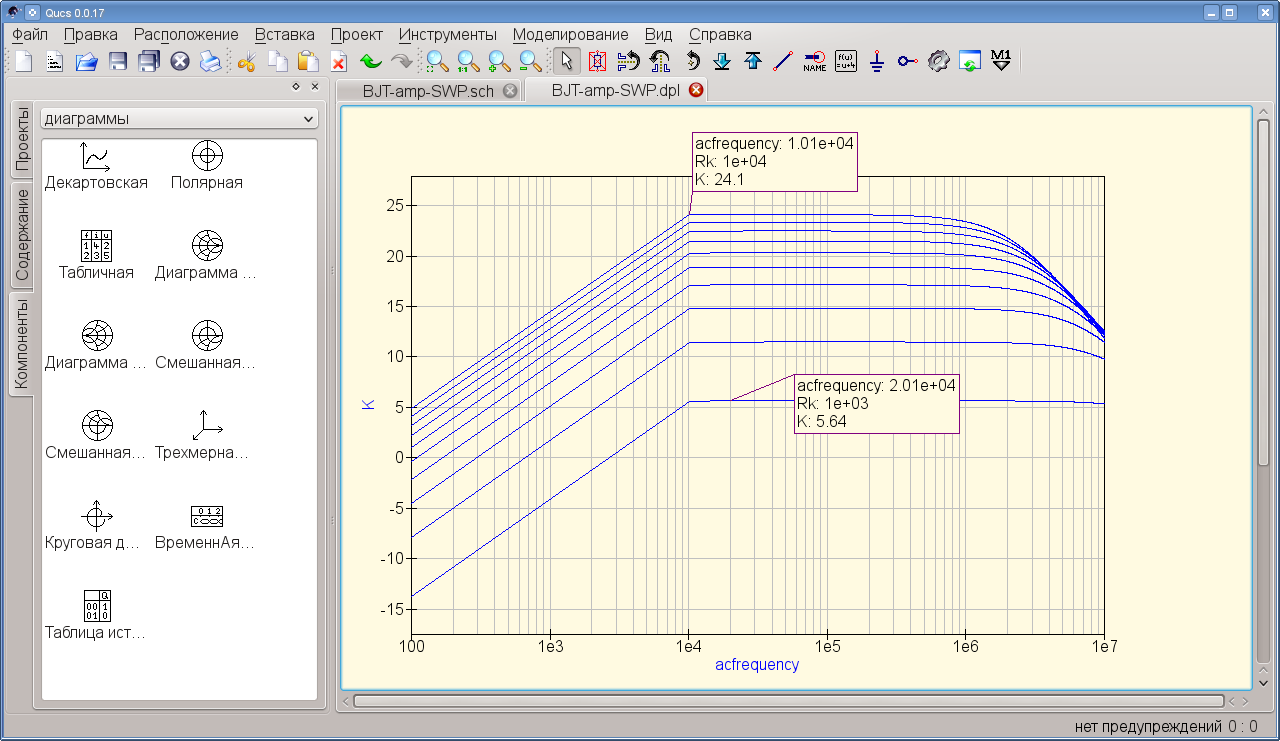 Qucs 0.0.17
Файл Правка Расположение Вставка Проект Инструменты Моделирование Вид Справка
1:1 NAME f(ω) =u+4 M1
BJT-amp-SWP.sch BJT-amp-SWP.dpl
Проекты
Содержание
Компоненты
диаграммы
Декартовская Полярная
Табличная Диаграмма ...
Диаграмма ... Смешанная...
Смешанная... Трехмерна...
Круговая д... ВременнАя...
Таблица ист...
acfrequency: 1.01e+04
Rk: 1e+04
K: 24.1
acfrequency: 2.01e+04
Rk: 1e+03
K: 5.64
25
20
15
10
5
0
-5
-10
-15
K
100 1e3 1e4 1e5 1e6 1e7
acfrequency
нет предупреждений 0 : 0